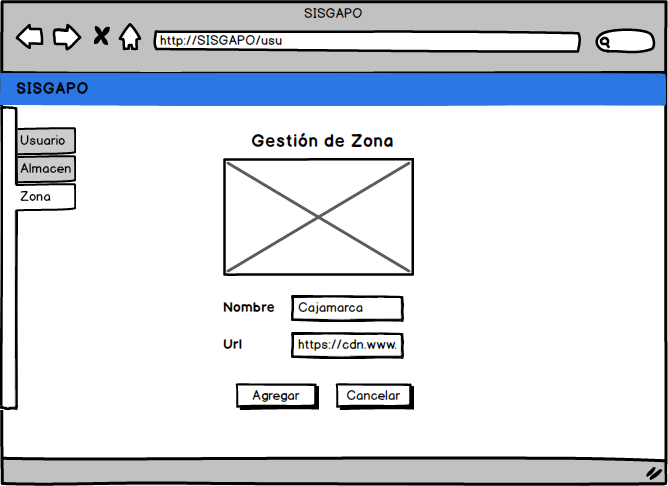 SISGAPO
http://SISGAPO/usu
SISGAPO
Usuario
Almacen
Zona
Gestión de Zona
Nombre
Cajamarca
Url
https://cdn.www.
Agregar
Cancelar